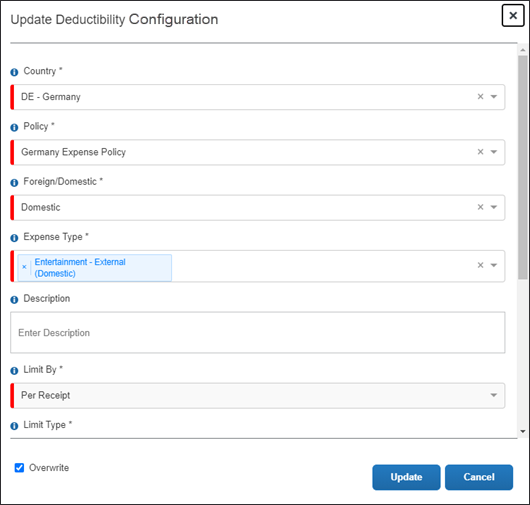 Update Deductibility Configuration
Country *
DE - Germany
Policy *
Germany Expense Policy
Foreign/Domestic *
Domestic
Expense Type *
Entertainment - External
(Domestic)
Description
Enter Description
Limit By *
Per Receipt
Limit Type *
Overwrite
Update
Cancel